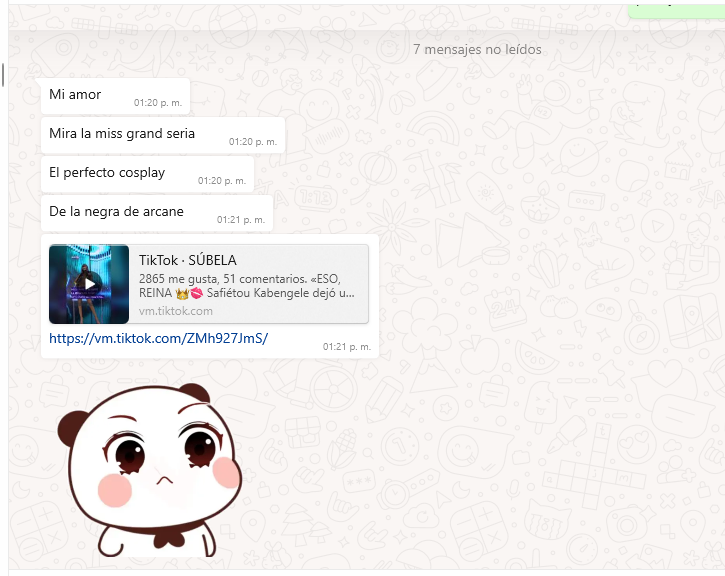 7 mensajes no leídos
Mi amor
01:20 p. m.
Mira la miss grand seria
01:20 p. m.
El perfecto cosplay
01:20 p. m.
De la negra de arcane
01:21 p. m.
TikTok · SÚBELA
2865 me gusta, 51 comentarios. «ESO,
REINA 👸💋 Safiétou Kabengele dejó u...
vm.tiktok.com
https://vm.tiktok.com/ZMh927JmS/
01:21 p. m.